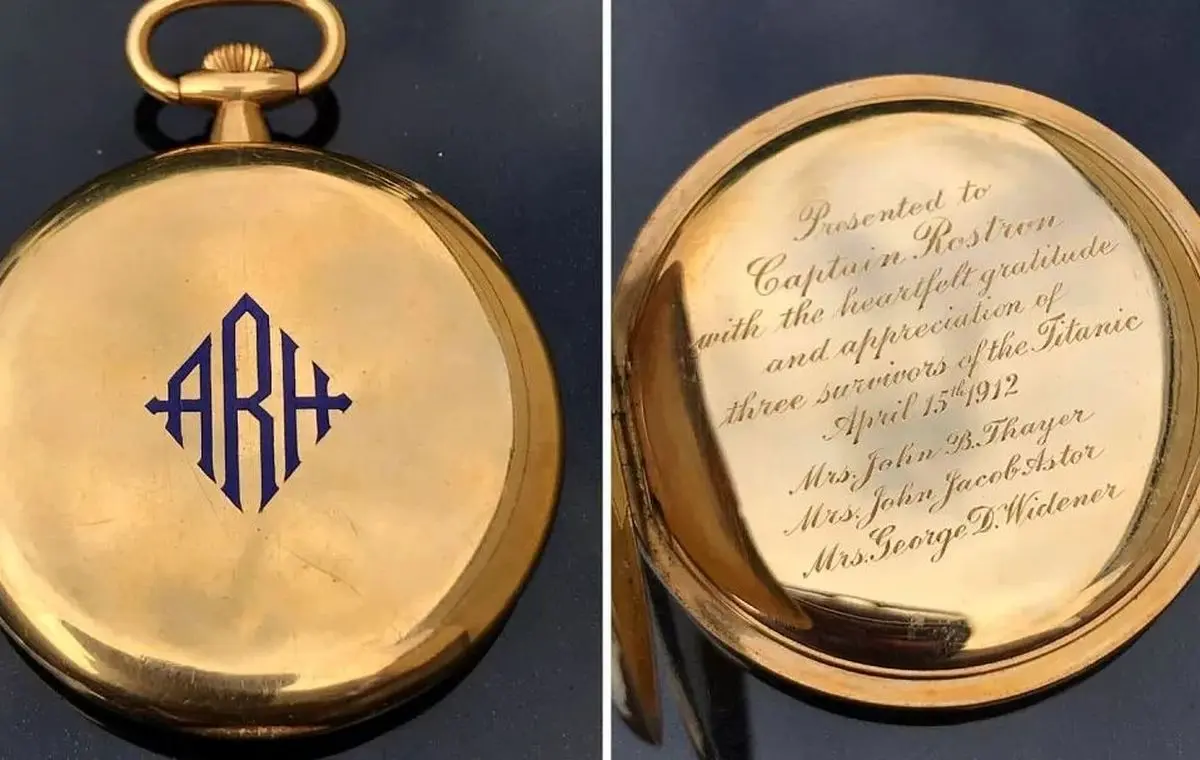 ARH
Presented to
Captain Rostron
with the heartfelt gratitude
and appreciation of
three survivors of the Titanic
April 15th 1912
Mrs. John B. Thayer
Mrs. John Jacob Astor
Mrs. George D. Widener